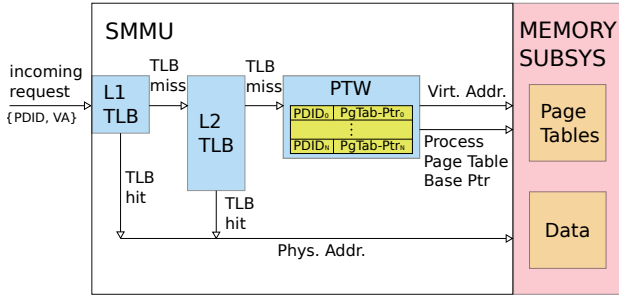 SMMU
MEMORY
SUBSYS
incoming
request
{PDID, VA}
L1
TLB
TLB
miss
L2
TLB
TLB
miss
PTW
PDID₀ PgTab-Ptr₀
⋮
PDIDₙ PgTab-Ptrₙ
Virt. Addr.
Process
Page Table
Base Ptr
Page
Tables
TLB
hit
TLB
hit
Phys. Addr.
Data